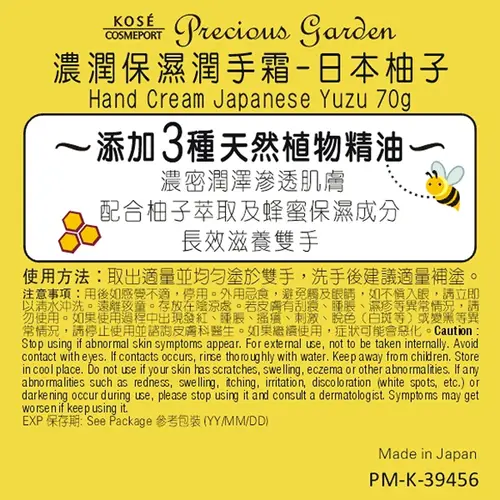 KOSÉ
COSMEPORT
Precious Garden
濃潤保濕潤手霜-日本柚子
Hand Cream Japanese Yuzu 70g
～添加3種天然植物精油～
濃密潤澤滲透肌膚
配合柚子萃取及蜂蜜保濕成分
長效滋養雙手
使用方法：取出適量並均勻塗於雙手，洗手後建議適量補塗。
注意事項：用後如感覺不適，停用。外用忌食，避免觸及眼睛，如不慎入眼，請立即
以清水沖洗。遠離孩童。存放在陰涼處。若皮膚有刮痕、腫脹、濕疹等異常情況，請
勿使用。如果使用過程中出現發紅、腫脹、搔癢、刺激、脫色（白斑等）或變黑等異
常情況，請停止使用並諮詢皮膚科醫生。如果繼續使用，症狀可能會惡化。Caution :
Stop using if abnormal skin symptoms appear. For external use, not to be taken internally. Avoid
contact with eyes. If contact occurs, rinse thoroughly with water. Keep away from children. Store
in cool place. Do not use if your skin has scratches, swelling, eczema or other abnormalities. If any
abnormalities such as redness, swelling, itching, irritation, discoloration (white spots, etc.) or
darkening occur during use, please stop using it and consult a dermatologist. Symptoms may get
worsen if keep using it.
EXP 保存期: See Package 參考包裝 (YY/MM/DD)
Made in Japan
PM-K-39456